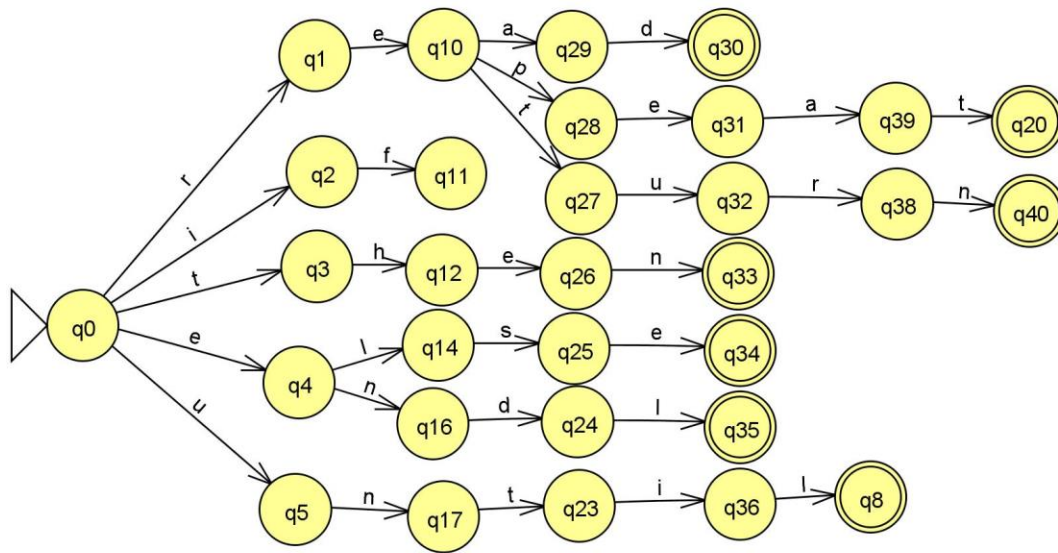 q1 e q10 a q29 d q30
p q28 e q31 a q39 t q20
t q27 u q32 r q38 n q40
r
q2 f q11
i
q3 h q12 e q26 n q33
t
q0
e q4 l q14 s q25 e q34
n q16 d q24 l q35
u
q5 n q17 t q23 i q36 l q8